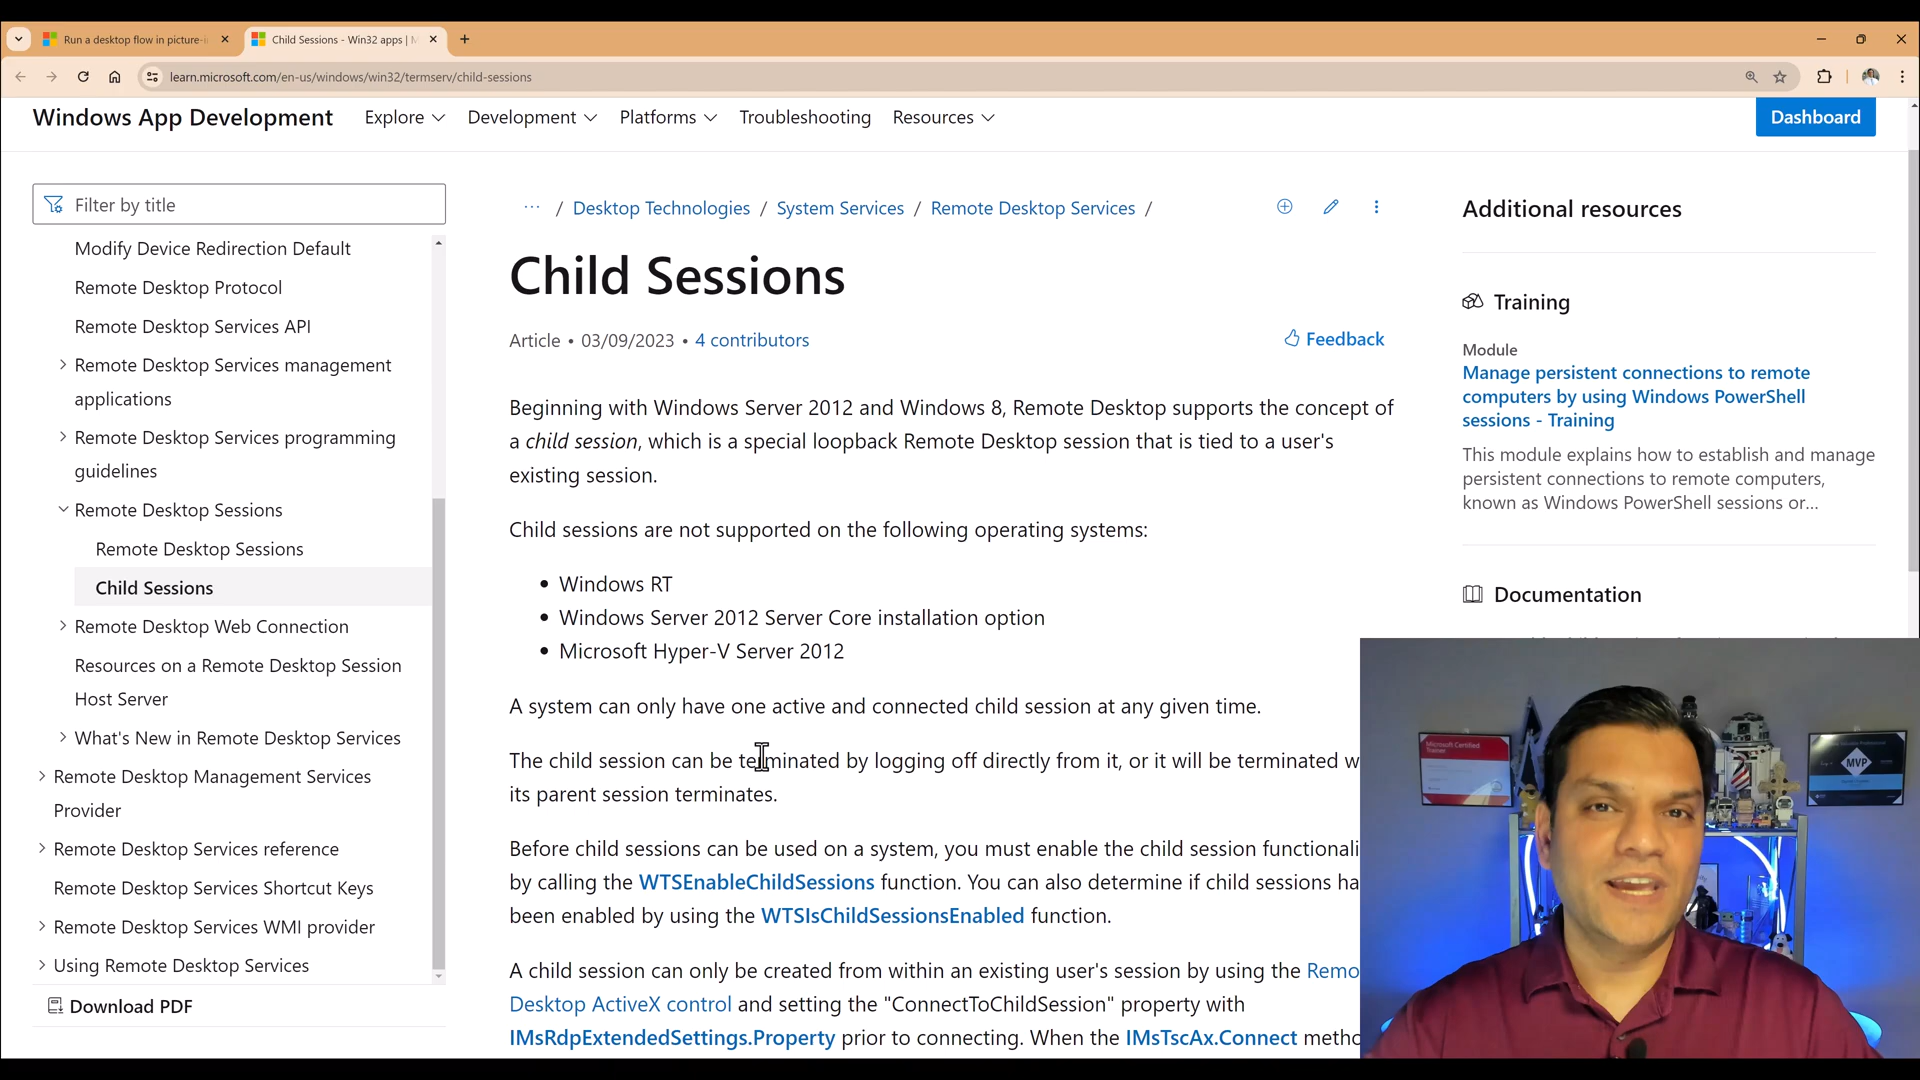 Run a desktop flow in picture-i
Child Sessions - Win32 apps | M
learn.microsoft.com/en-us/windows/win32/termserv/child-sessions
Windows App Development
Explore
Development
Platforms
Troubleshooting
Resources
Dashboard
Filter by title
Modify Device Redirection Default
Remote Desktop Protocol
Remote Desktop Services API
Remote Desktop Services management
applications
Remote Desktop Services programming
guidelines
Remote Desktop Sessions
Remote Desktop Sessions
Child Sessions
Remote Desktop Web Connection
Resources on a Remote Desktop Session
Host Server
What's New in Remote Desktop Services
Remote Desktop Management Services
Provider
Remote Desktop Services reference
Remote Desktop Services Shortcut Keys
Remote Desktop Services WMI provider
Using Remote Desktop Services
Download PDF
... / Desktop Technologies / System Services / Remote Desktop Services /
Child Sessions
Article • 03/09/2023 • 4 contributors
Feedback
Beginning with Windows Server 2012 and Windows 8, Remote Desktop supports the concept of
a child session, which is a special loopback Remote Desktop session that is tied to a user's
existing session.
Child sessions are not supported on the following operating systems:
• Windows RT
• Windows Server 2012 Server Core installation option
• Microsoft Hyper-V Server 2012
A system can only have one active and connected child session at any given time.
The child session can be terminated by logging off directly from it, or it will be terminated w
its parent session terminates.
Before child sessions can be used on a system, you must enable the child session functionali
by calling the WTSEnableChildSessions function. You can also determine if child sessions ha
been enabled by using the WTSIsChildSessionsEnabled function.
A child session can only be created from within an existing user's session by using the Remo
Desktop ActiveX control and setting the "ConnectToChildSession" property with
IMsRdpExtendedSettings.Property prior to connecting. When the IMsTscAx.Connect metho
Additional resources
Training
Module
Manage persistent connections to remote
computers by using Windows PowerShell
sessions - Training
This module explains how to establish and manage
persistent connections to remote computers,
known as Windows PowerShell sessions or...
Documentation
Microsoft Certified
Trainer
MVP